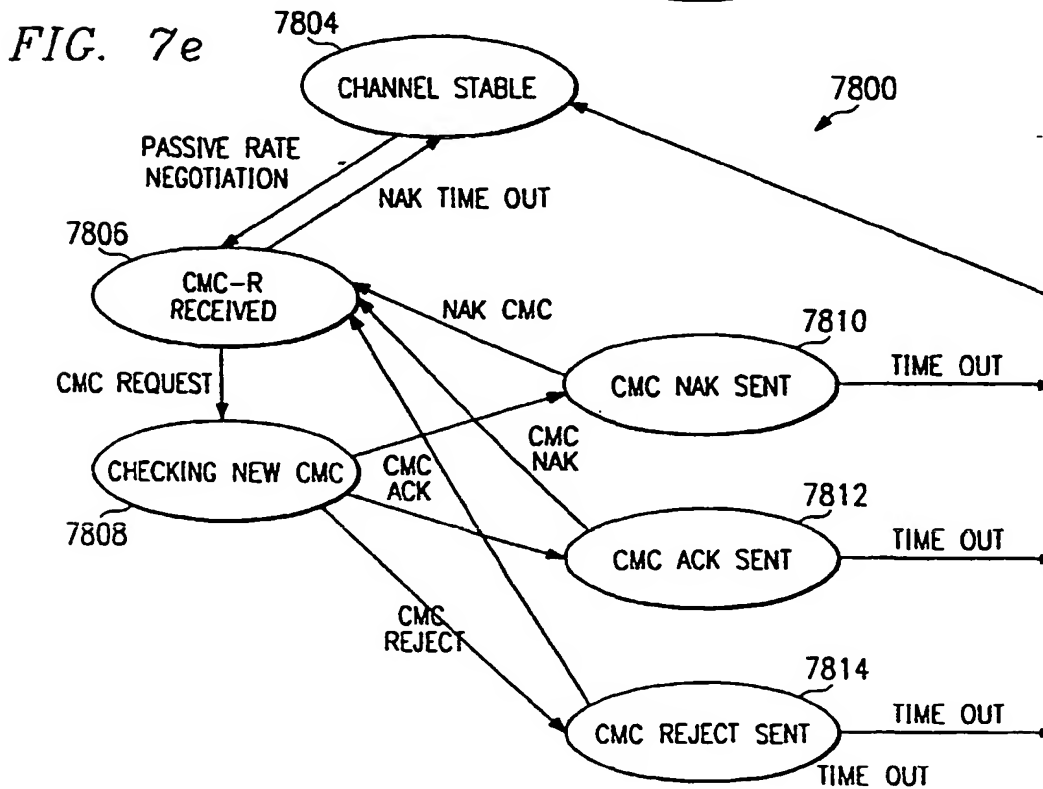 FIG. 7e
7804
CHANNEL STABLE
7800
PASSIVE RATE
NEGOTIATION
NAK TIME OUT
7806
CMC-R
RECEIVED
NAK CMC
7810
CMC REQUEST
CMC NAK SENT
TIME OUT
CMC
NAK
CHECKING NEW CMC
CMC
ACK
7808
7812
CMC ACK SENT
TIME OUT
CMC
REJECT
7814
CMC REJECT SENT
TIME OUT
TIME OUT